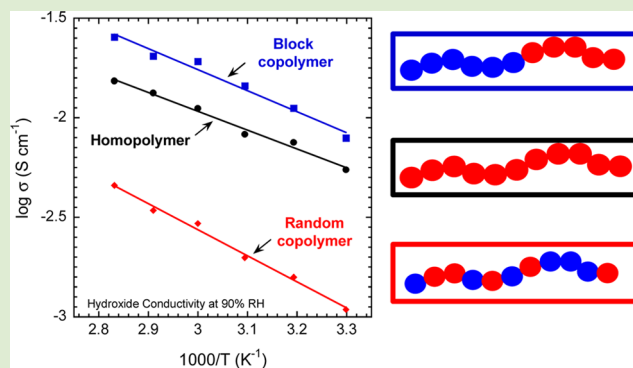 -1.5
Block
copolymer
-2
Homopolymer
log σ (S cm⁻¹)
-2.5
Random
copolymer
Hydroxide Conductivity at 90% RH
-3
2.8 2.9 3 3.1 3.2 3.3
1000/T (K⁻¹)